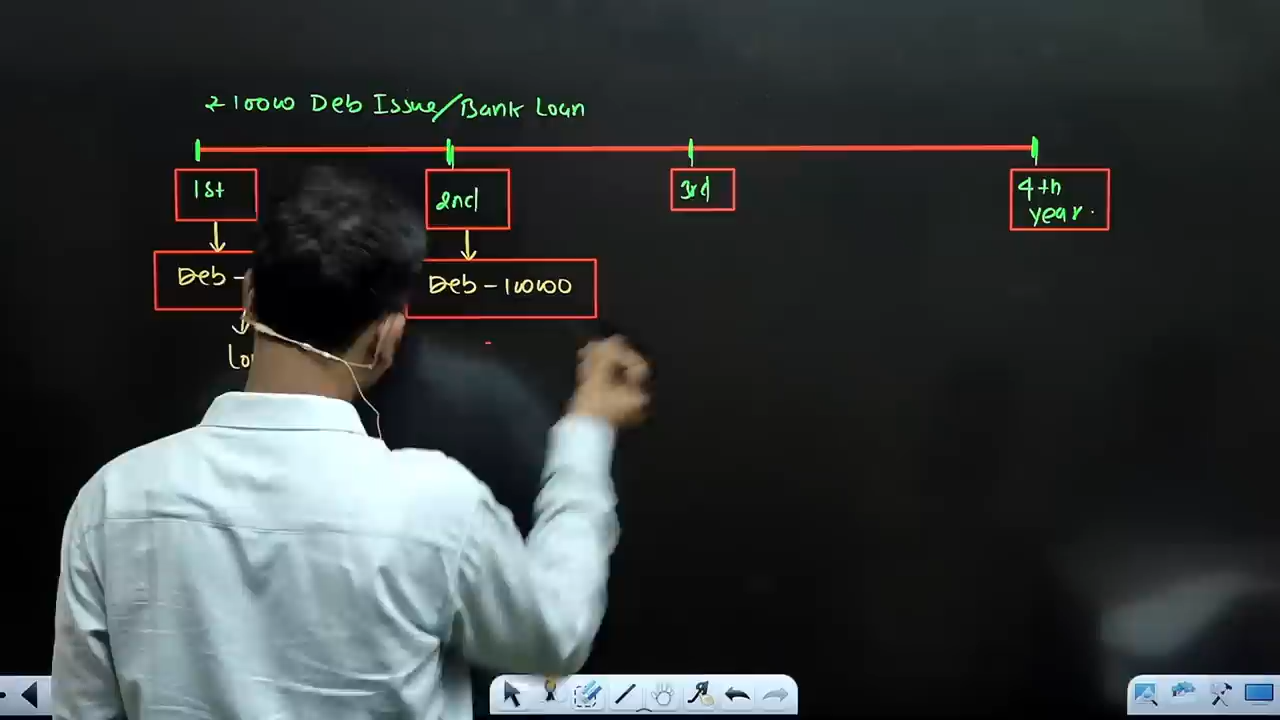 ₹ 10000 Deb Issue/Bank Loan
1st
2nd
3rd
4th
year.
Deb -
Deb - 10000